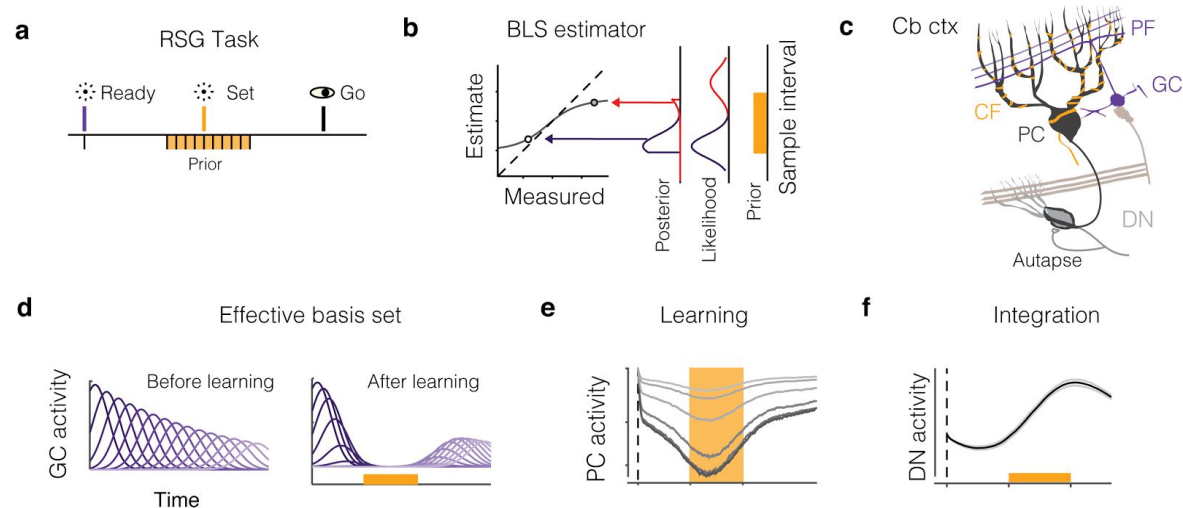 a
RSG Task
Ready
Set
Go
Prior
b
BLS estimator
Estimate
Measured
Posterior
Likelihood
Prior
Sample interval
c
Cb ctx
PF
GC
CF
PC
DN
Autapse
d
Effective basis set
GC activity
Before learning
After learning
Time
e
Learning
PC activity
f
Integration
DN activity